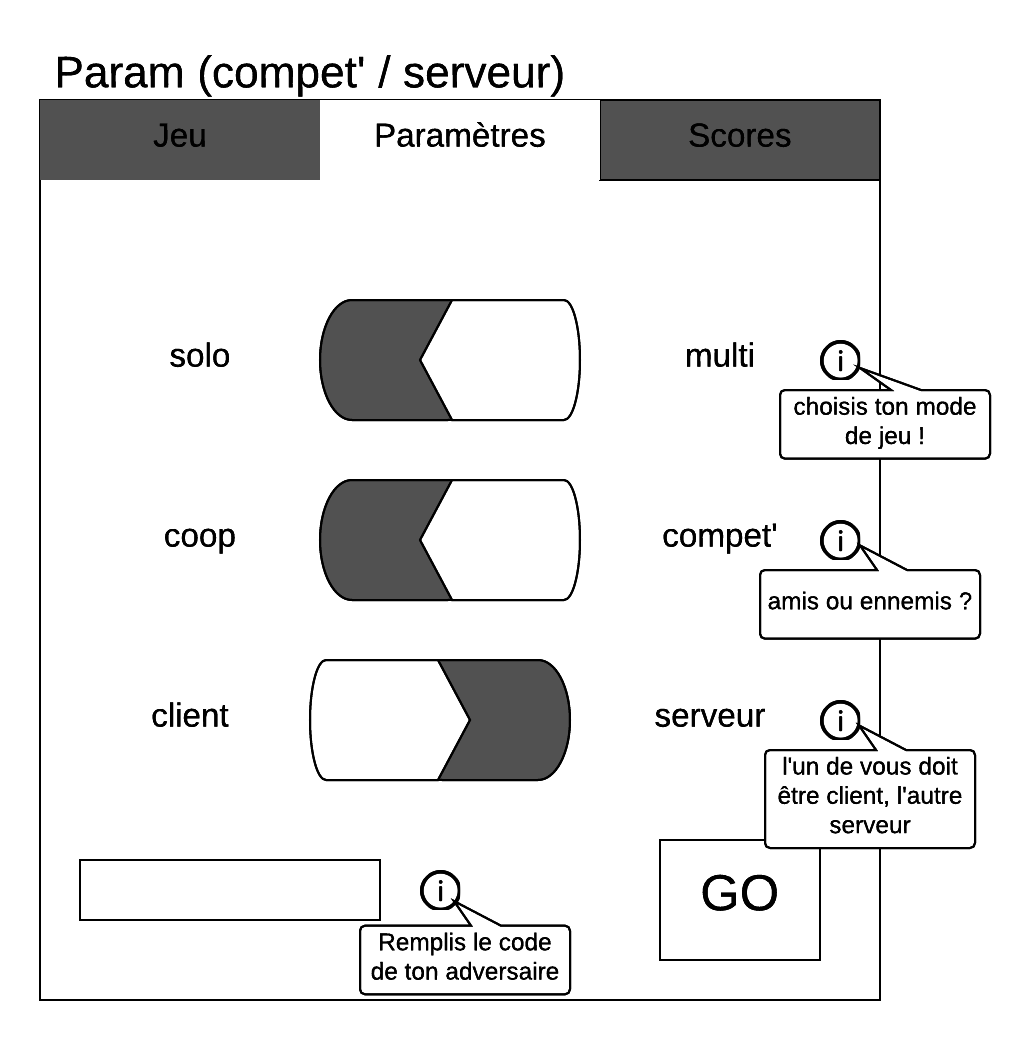 Param (compet' / serveur)
Jeu
Paramètres
Scores
solo
multi
i
choisis ton mode
de jeu !
coop
compet'
i
amis ou ennemis ?
client
serveur
i
l'un de vous doit
être client, l'autre
serveur
i
Remplis le code
de ton adversaire
GO